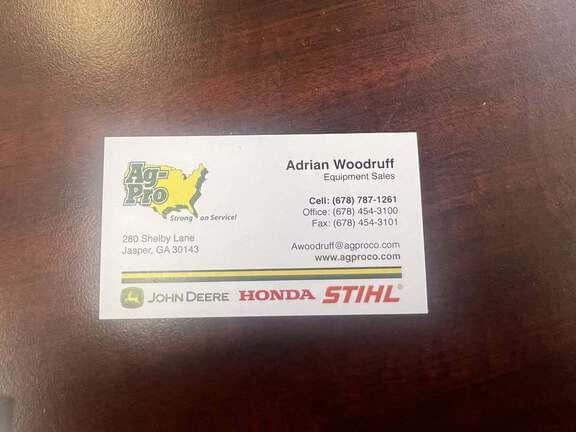 Ag-
Pro
Strong on Service!
280 Shelby Lane
Jasper, GA 30143
Adrian Woodruff
Equipment Sales
Cell: (678) 787-1261
Office: (678) 454-3100
Fax: (678) 454-3101
Awoodruff@agproco.com
www.agproco.com
JOHN DEERE HONDA STIHL®